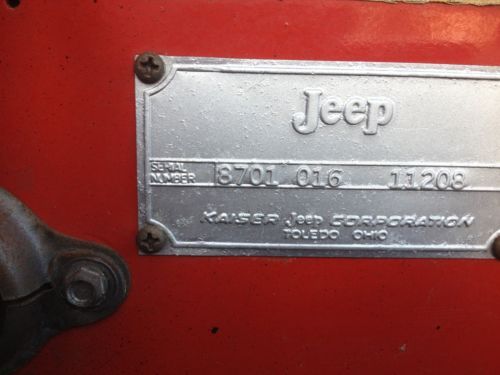 Jeep
SERIAL
NUMBER 8701 016 11208
KAISER Jeep CORPORATION
TOLEDO OHIO